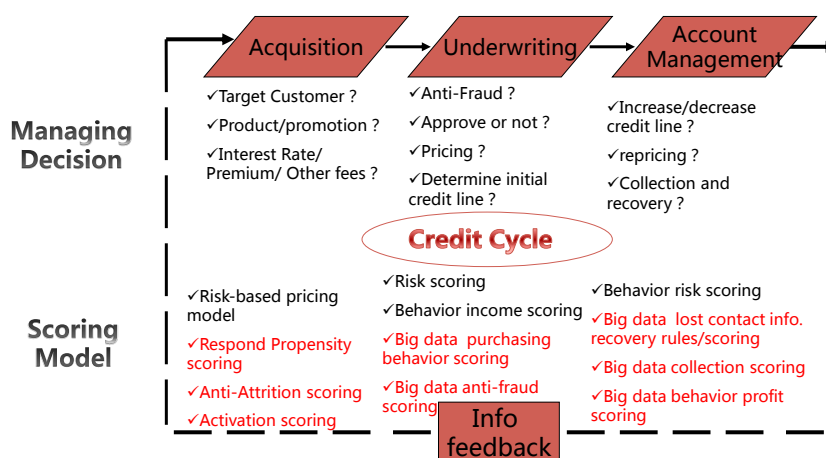 Acquisition
Underwriting
Account
Management
Managing
Decision
✓Target Customer ?
✓Product/promotion ?
✓Interest Rate/
Premium/ Other fees ?
✓Anti-Fraud ?
✓Approve or not ?
✓Pricing ?
✓Determine initial
credit line ?
✓Increase/decrease
credit line ?
✓repricing ?
✓Collection and
recovery ?
Credit Cycle
Scoring
Model
✓Risk-based pricing
model
✓Respond Propensity
scoring
✓Anti-Attrition scoring
✓Activation scoring
✓Risk scoring
✓Behavior income scoring
✓Big data purchasing
behavior scoring
✓Big data anti-fraud
scoring
✓Behavior risk scoring
✓Big data lost contact info.
recovery rules/scoring
✓Big data collection scoring
✓Big data behavior profit
scoring
Info
feedback